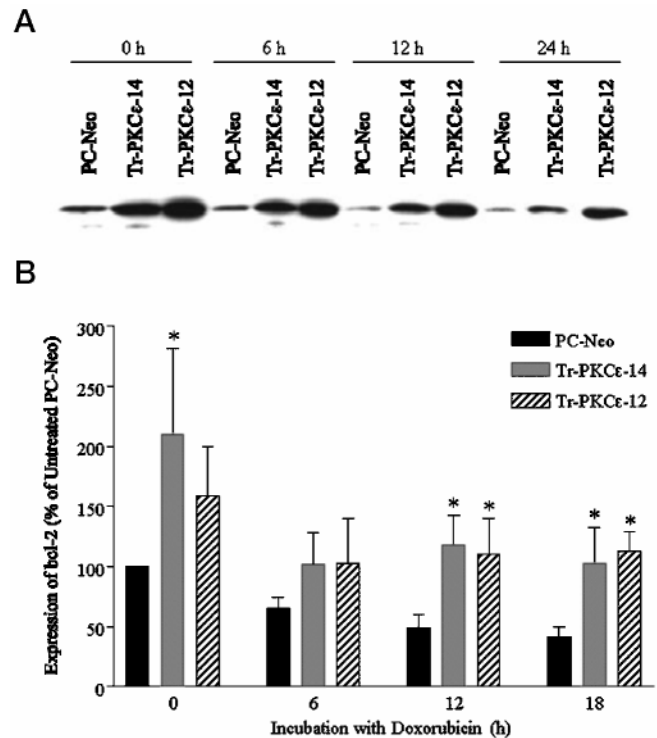 A
0 h 6 h 12 h 24 h
PC-Neo Tr-PKCε-14 Tr-PKCε-12 PC-Neo Tr-PKCε-14 Tr-PKCε-12 PC-Neo Tr-PKCε-14 Tr-PKCε-12 PC-Neo Tr-PKCε-14 Tr-PKCε-12
B
Expression of bcl-2 (% of Untreated PC-Neo)
300
250
200
150
100
50
0
* * * * *
PC-Neo
Tr-PKCε-14
Tr-PKCε-12
0 6 12 18
Incubation with Doxorubicin (h)